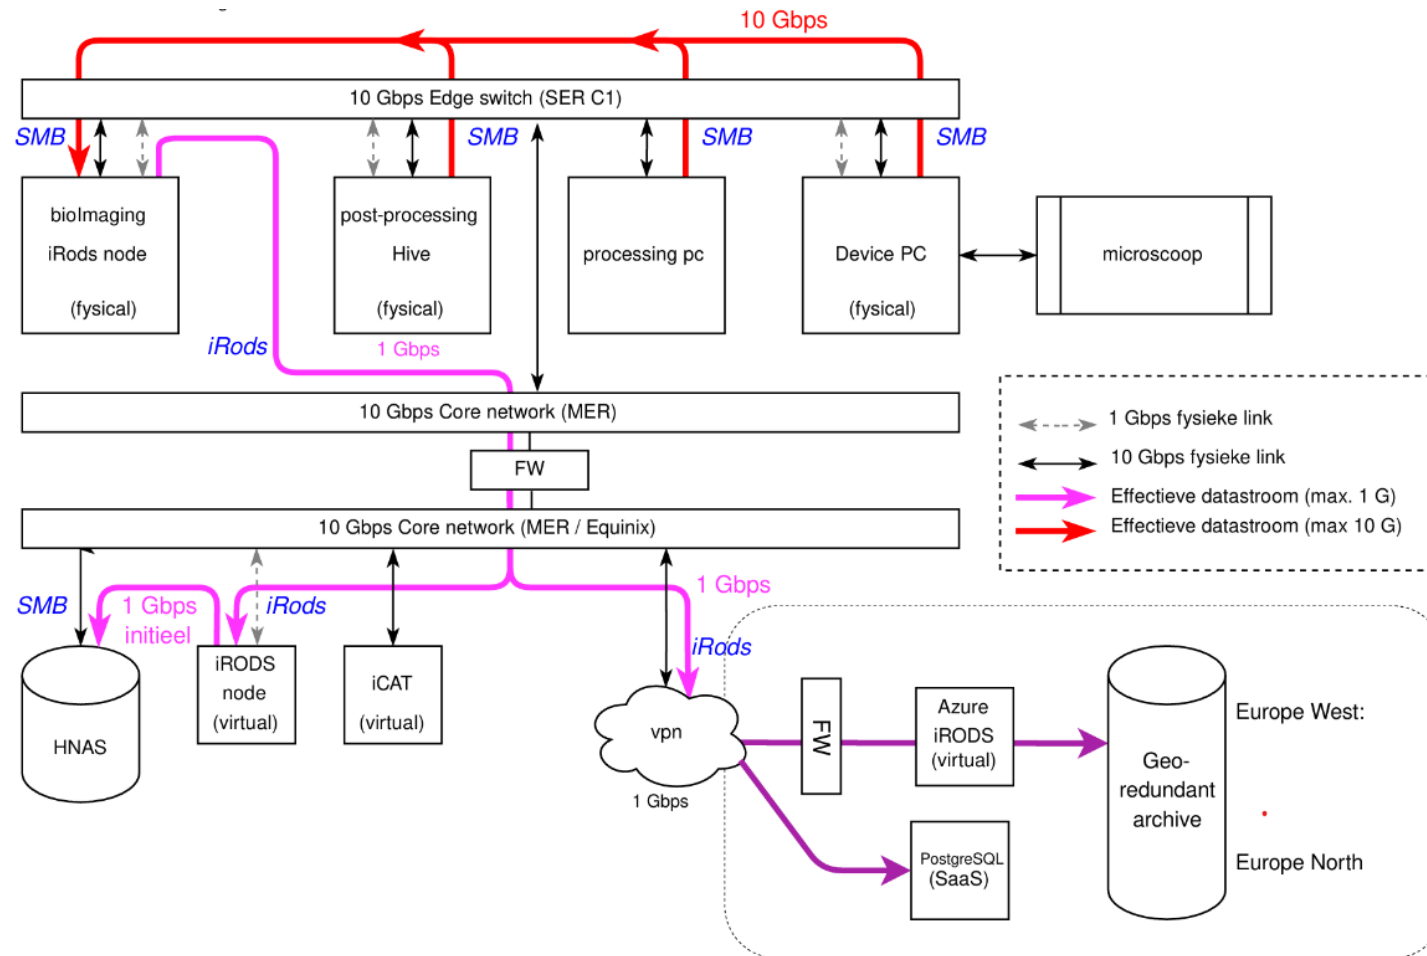 10 Gbps
10 Gbps Edge switch (SER C1)
SMB
SMB
SMB
SMB
bioImaging
iRods node
(fysical)
post-processing
Hive
(fysical)
processing pc
Device PC
(fysical)
microscoop
iRods
1 Gbps
10 Gbps Core network (MER)
FW
10 Gbps Core network (MER / Equinix)
1 Gbps fysieke link
10 Gbps fysieke link
Effectieve datastroom (max. 1 G)
Effectieve datastroom (max 10 G)
SMB
1 Gbps
initieel
iRods
1 Gbps
iRods
HNAS
iRODS
node
(virtual)
iCAT
(virtual)
vpn
1 Gbps
FW
Azure
iRODS
(virtual)
PostgreSQL
(SaaS)
Geo-
redundant
archive
Europe West:
Europe North